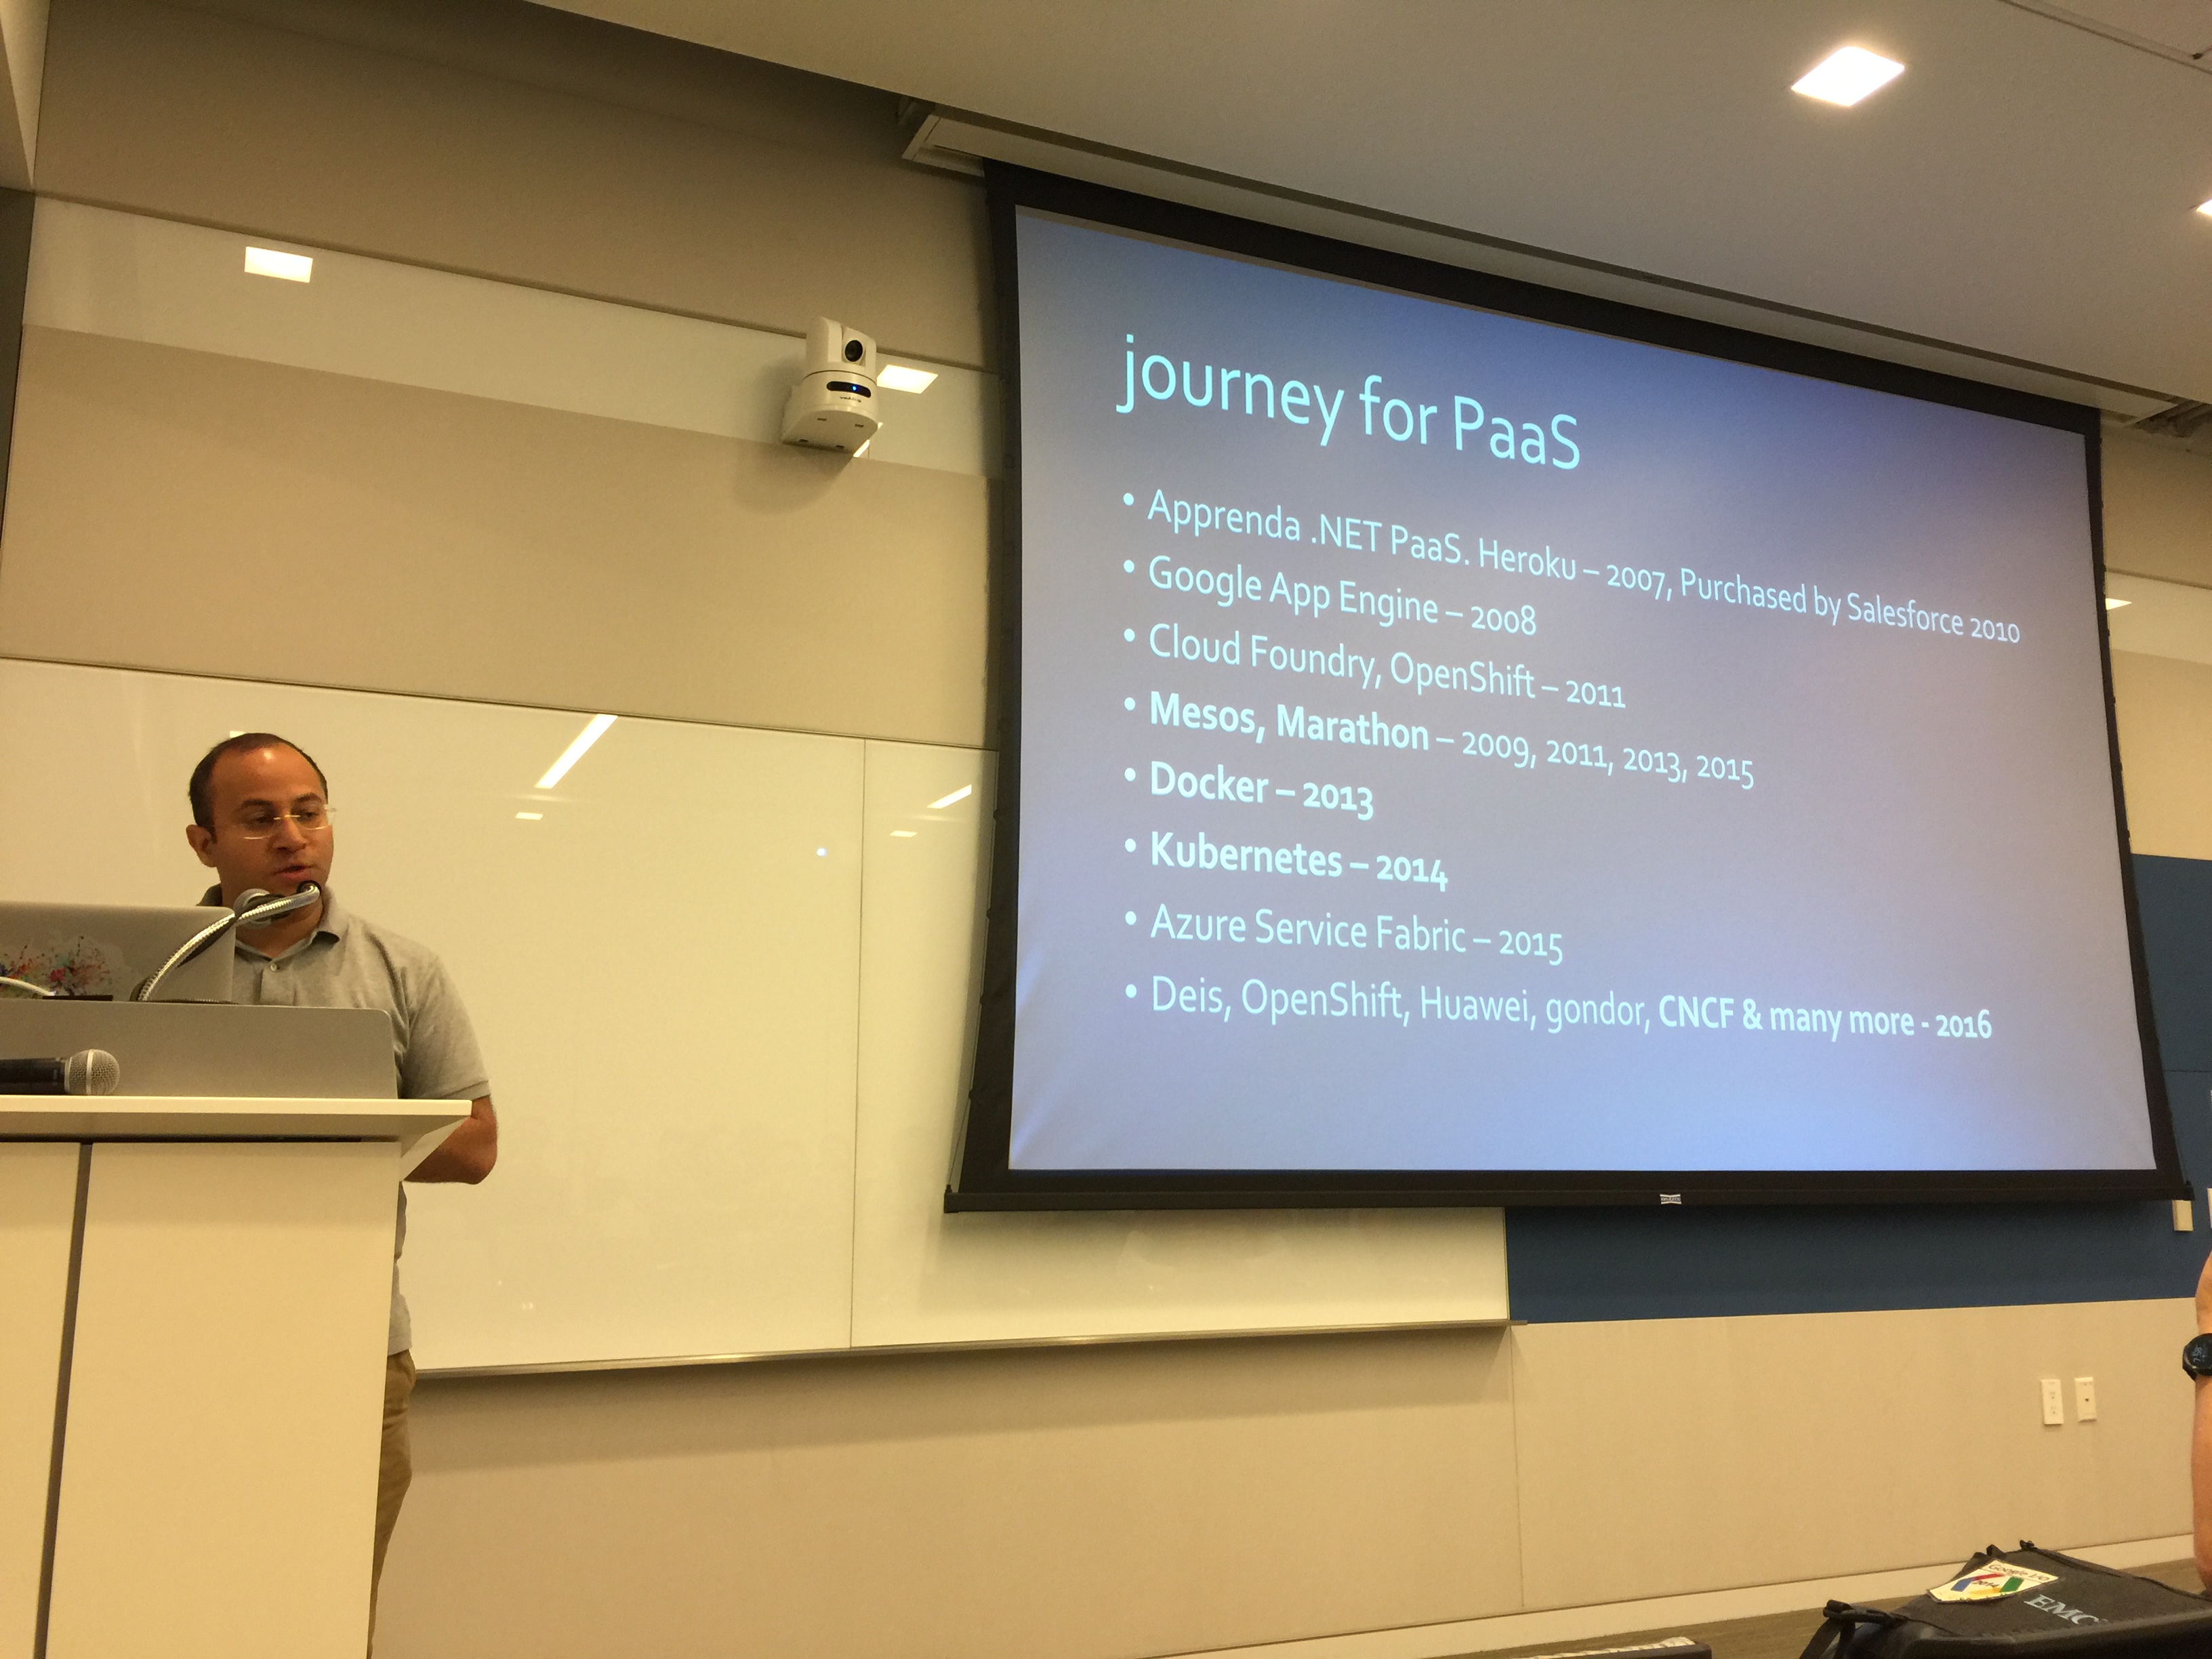 journey for PaaS
• Apprenda .NET PaaS. Heroku – 2007, Purchased by Salesforce 2010
• Google App Engine – 2008
• Cloud Foundry, OpenShift – 2011
• Mesos, Marathon – 2009, 2011, 2013, 2015
• Docker – 2013
• Kubernetes – 2014
• Azure Service Fabric – 2015
• Deis, OpenShift, Huawei, gondor, CNCF & many more - 2016
Google I/O
EMC